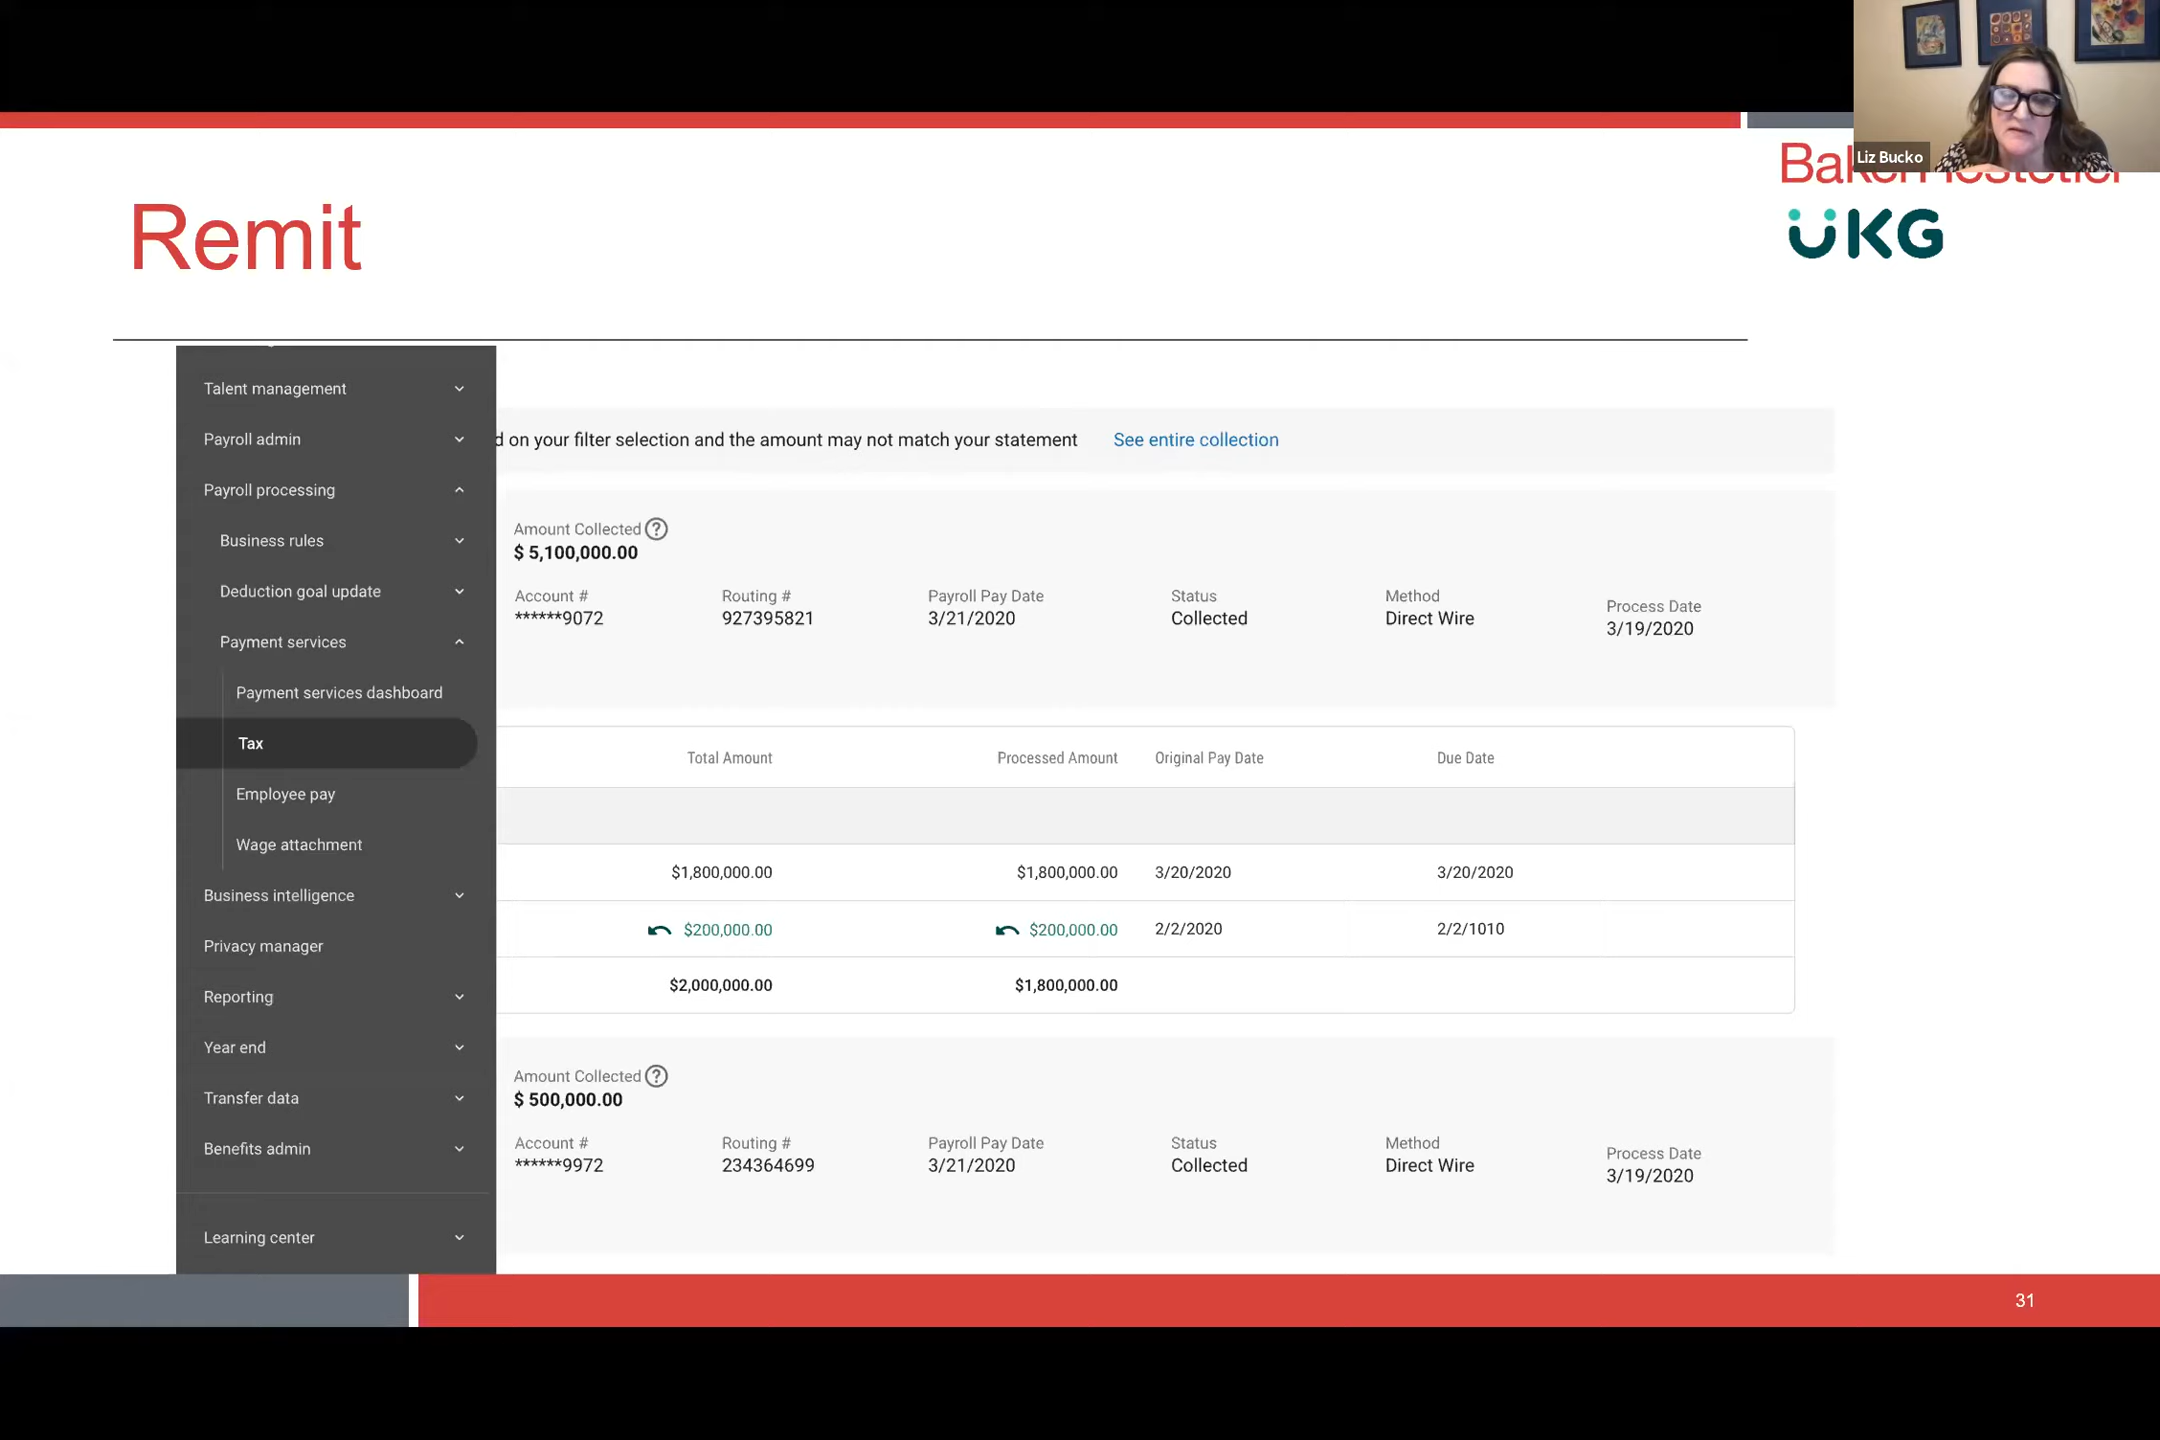 Liz Bucko
Remit
UKG
Talent management
Payroll admin
Payroll processing
Business rules
Deduction goal update
Payment services
Payment services dashboard
Tax
Employee pay
Wage attachment
Business intelligence
Privacy manager
Reporting
Year end
Transfer data
Benefits admin
Learning center
d on your filter selection and the amount may not match your statement See entire collection
Amount Collected ?
$ 5,100,000.00
Account # Routing # Payroll Pay Date Status Method Process Date
******9072 927395821 3/21/2020 Collected Direct Wire 3/19/2020
Total Amount Processed Amount Original Pay Date Due Date
$1,800,000.00 $1,800,000.00 3/20/2020 3/20/2020
$200,000.00 $200,000.00 2/2/2020 2/2/1010
$2,000,000.00 $1,800,000.00
Amount Collected ?
$ 500,000.00
Account # Routing # Payroll Pay Date Status Method Process Date
******9972 234364699 3/21/2020 Collected Direct Wire 3/19/2020
31